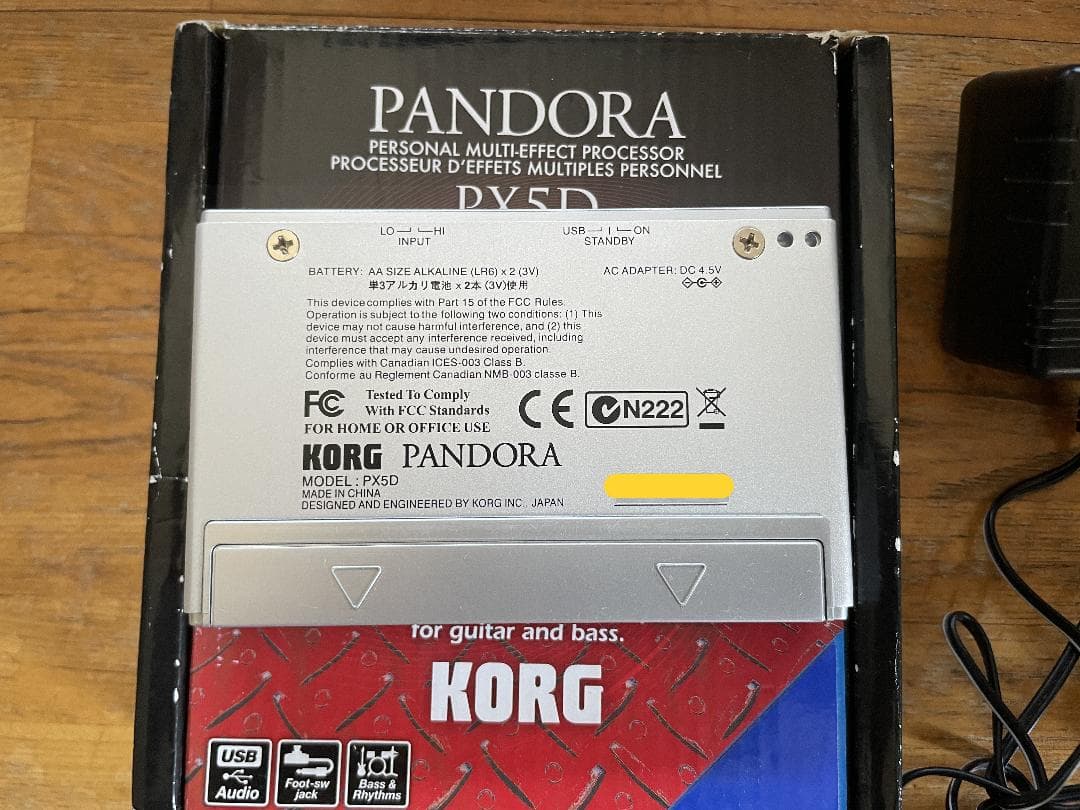 PANDORA
PERSONAL MULTI-EFFECT PROCESSOR
PROCESSEUR D'EFFETS MULTIPLES PERSONNEL
PX5D
LO HI
INPUT
USB I ON
STANDBY
BATTERY: AA SIZE ALKALINE (LR6) x 2 (3V)
単3アルカリ電池 x 2本 (3V)使用
AC ADAPTER: DC 4.5V
This device complies with Part 15 of the FCC Rules.
Operation is subject to the following two conditions: (1) This
device may not cause harmful interference, and (2) this
device must accept any interference received, including
interference that may cause undesired operation.
Complies with Canadian ICES-003 Class B.
Conforme au Reglement Canadien NMB-003 classe B.
FC Tested To Comply
With FCC Standards
FOR HOME OR OFFICE USE
CE
N222
KORG PANDORA
MODEL : PX5D
MADE IN CHINA
DESIGNED AND ENGINEERED BY KORG INC., JAPAN
for guitar and bass.
KORG
USB
Audio
Foot-sw
jack
Bass &
Rhythms